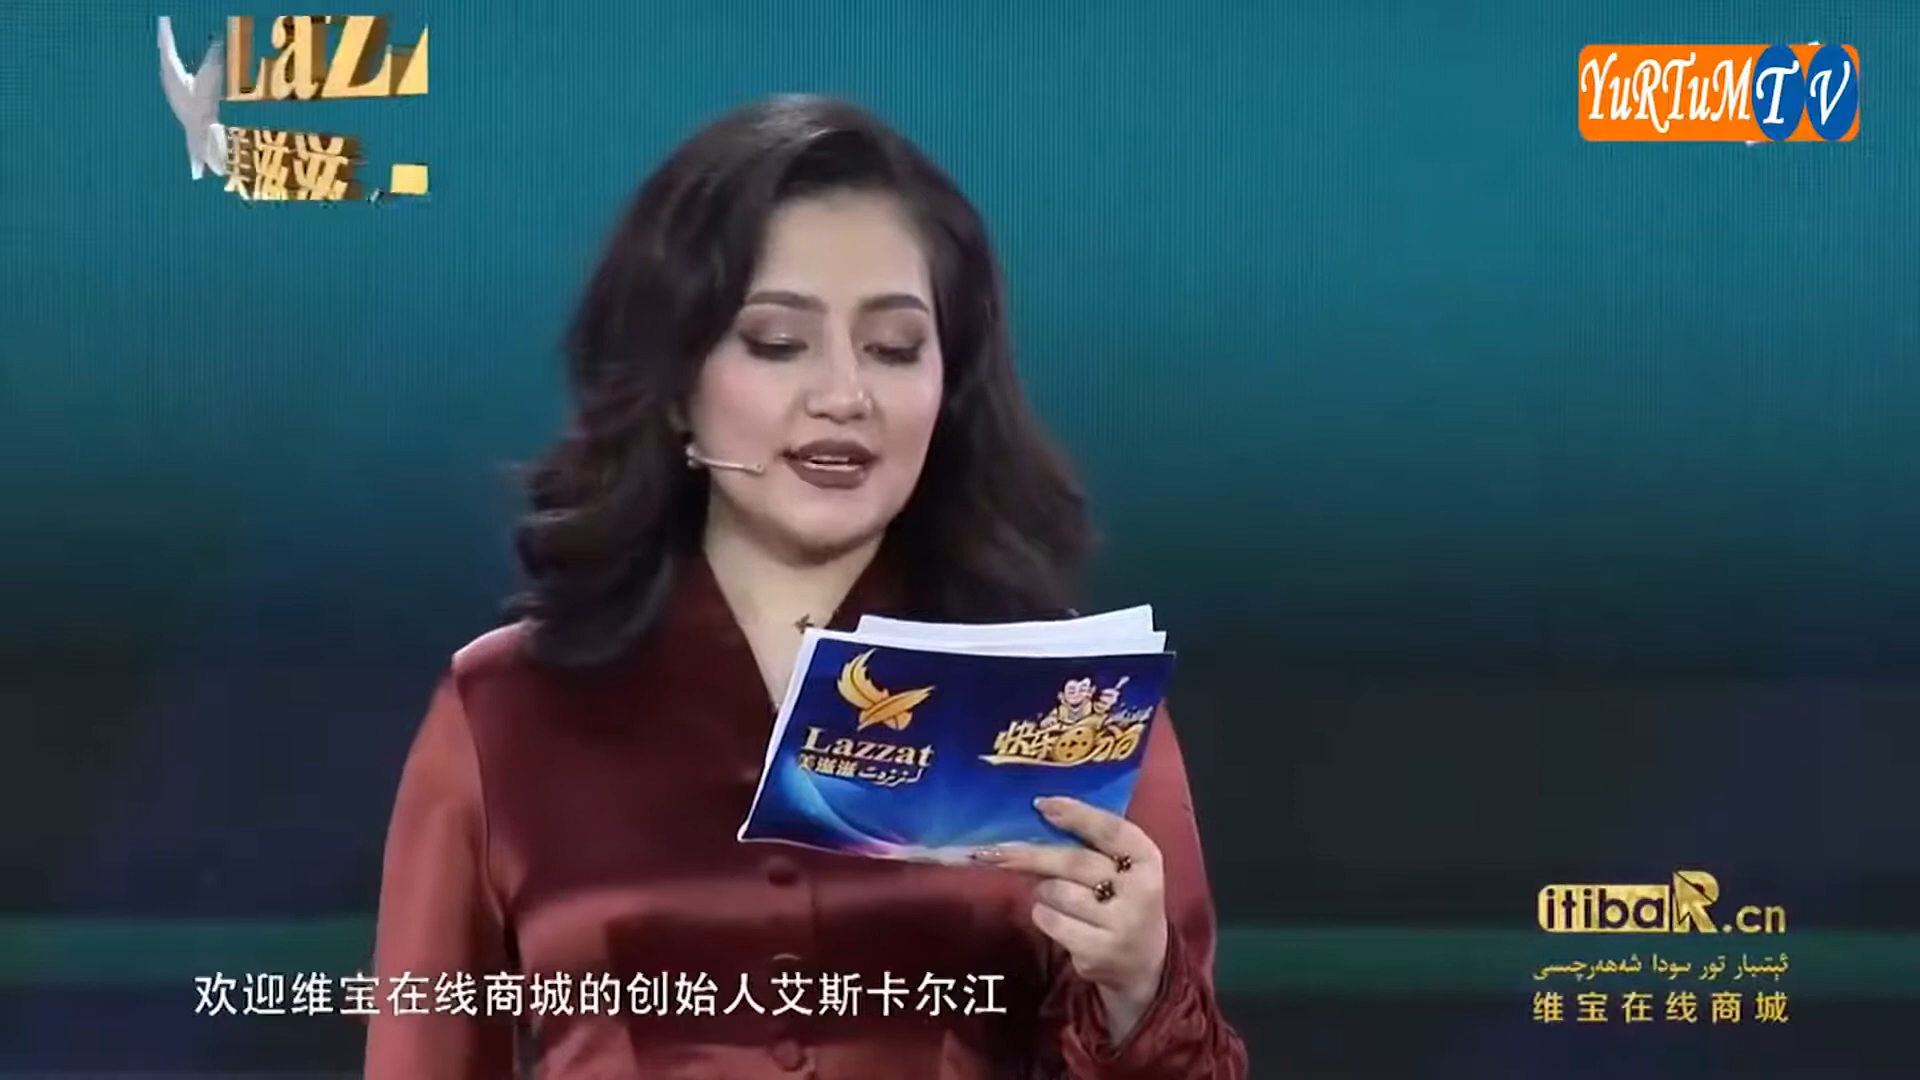 Laz
美滋滋
YuRTuMTV
Lazzat
美滋滋 لەززەت
快乐
itibaR.cn
ئېتىبار تور سودا شەھەرچىسى
维宝在线商城
欢迎维宝在线商城的创始人艾斯卡尔江